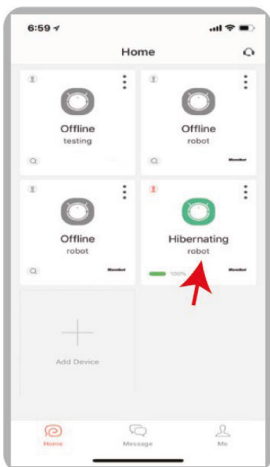 6:59
Home
Offline
testing
Offline
robot
Offline
robot
Hibernating
robot
100%
Add Device
Home
Message
Me